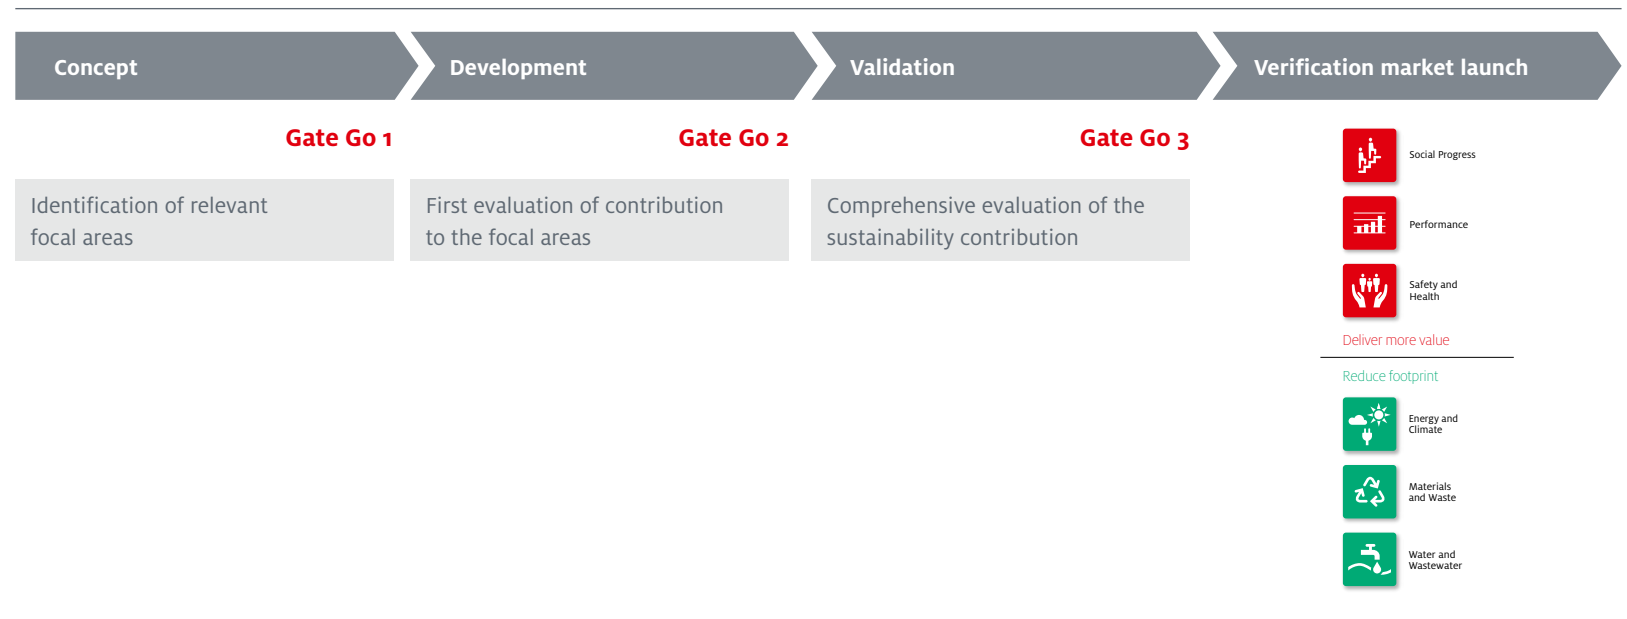 Concept
Development
Validation
Verification market launch
Gate Go 1
Gate Go 2
Gate Go 3
Identification of relevant
focal areas
First evaluation of contribution
to the focal areas
Comprehensive evaluation of the
sustainability contribution
Social Progress
Performance
Safety and
Health
Deliver more value
Reduce footprint
Energy and
Climate
Materials
and Waste
Water and
Wastewater